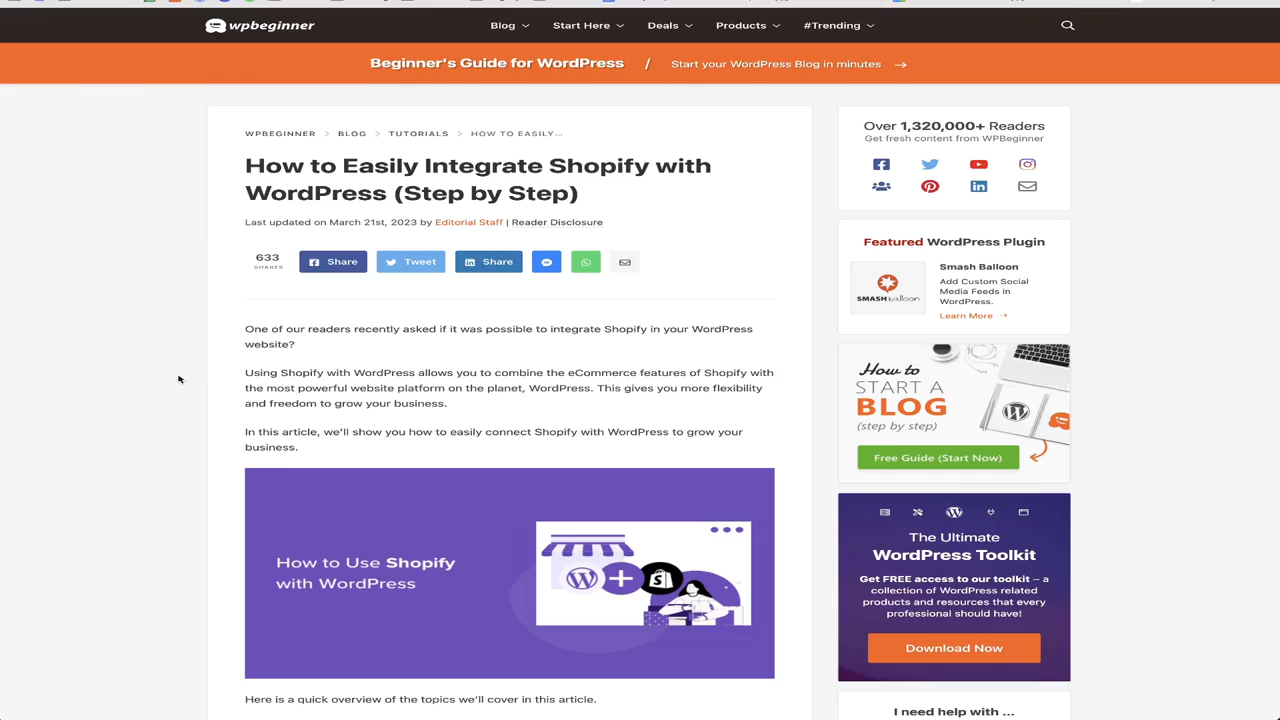 wpbeginner
Blog
Start Here
Deals
Products
#Trending
Beginner's Guide for WordPress / Start your WordPress Blog in minutes →
WPBEGINNER > BLOG > TUTORIALS > HOW TO EASILY...
How to Easily Integrate Shopify with
WordPress (Step by Step)
Last updated on March 21st, 2023 by Editorial Staff | Reader Disclosure
633
SHARES
Share
Tweet
Share
One of our readers recently asked if it was possible to integrate Shopify in your WordPress
website?
Using Shopify with WordPress allows you to combine the eCommerce features of Shopify with
the most powerful website platform on the planet, WordPress. This gives you more flexibility
and freedom to grow your business.
In this article, we'll show you how to easily connect Shopify with WordPress to grow your
business.
How to Use Shopify
with WordPress
Here is a quick overview of the topics we'll cover in this article.
Over 1,320,000+ Readers
Get fresh content from WPBeginner
Featured WordPress Plugin
SMASH balloon
Smash Balloon
Add Custom Social
Media Feeds in
WordPress.
Learn More →
How to
START A
BLOG
(step by step)
Free Guide (Start Now)
The Ultimate
WordPress Toolkit
Get FREE access to our toolkit – a
collection of WordPress related
products and resources that every
professional should have!
Download Now
I need help with ...